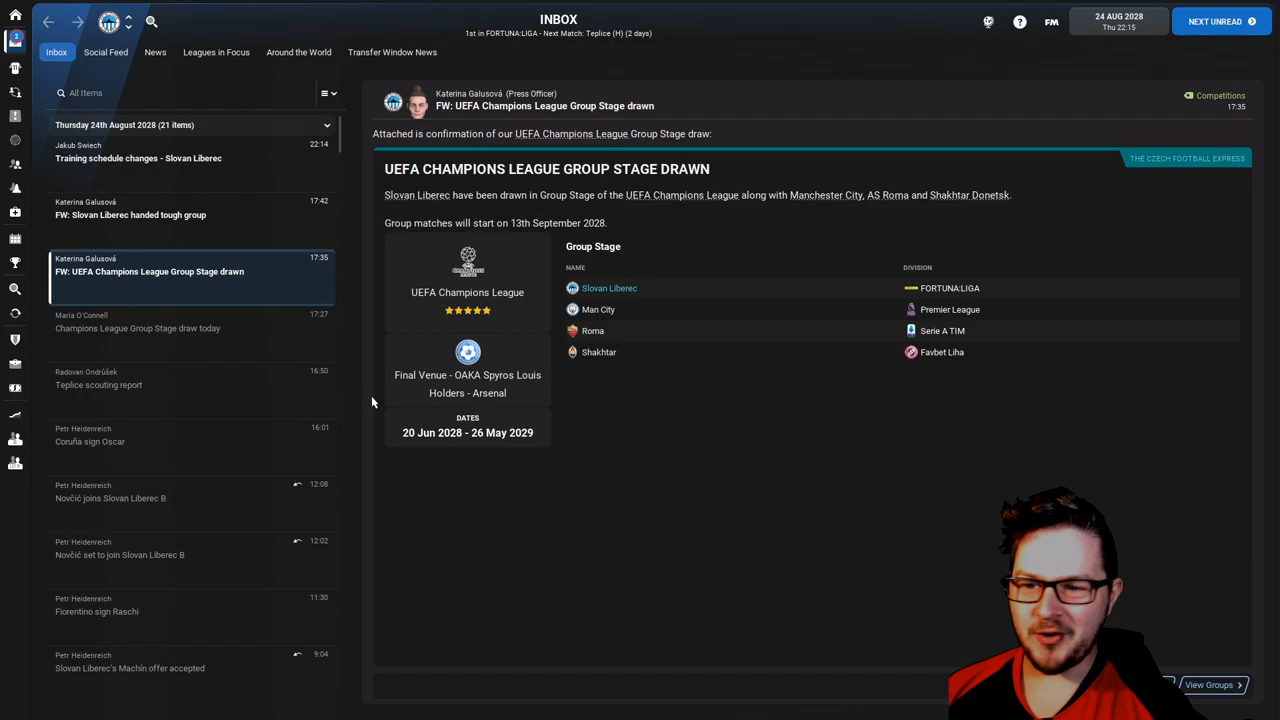 INBOX
1st in FORTUNA:LIGA - Next Match: Teplice (H) (2 days)
FM
24 AUG 2028
Thu 22:15
NEXT UNREAD
2
Inbox
Social Feed
News
Leagues in Focus
Around the World
Transfer Window News
All Items
Thursday 24th August 2028 (21 items)
Jakub Swiech
22:14
Training schedule changes - Slovan Liberec
Katerina Galusová
17:42
FW: Slovan Liberec handed tough group
Katerina Galusová
17:35
FW: UEFA Champions League Group Stage drawn
Maria O'Connell
17:27
Champions League Group Stage draw today
Radovan Ondrůšek
16:50
Teplice scouting report
Petr Heidenreich
16:01
Coruña sign Oscar
Petr Heidenreich
12:08
Novčić joins Slovan Liberec B
Petr Heidenreich
12:02
Novčić set to join Slovan Liberec B
Petr Heidenreich
11:30
Fiorentino sign Raschi
Petr Heidenreich
9:04
Slovan Liberec's Machín offer accepted
Katerina Galusová (Press Officer)
FW: UEFA Champions League Group Stage drawn
Competitions
17:35
Attached is confirmation of our UEFA Champions League Group Stage draw:
THE CZECH FOOTBALL EXPRESS
UEFA CHAMPIONS LEAGUE GROUP STAGE DRAWN
Slovan Liberec have been drawn in Group Stage of the UEFA Champions League along with Manchester City, AS Roma and Shakhtar Donetsk.
Group matches will start on 13th September 2028.
CHAMPIONS LEAGUE
UEFA Champions League
Final Venue - OAKA Spyros Louis
Holders - Arsenal
DATES
20 Jun 2028 - 26 May 2029
Group Stage
NAME
DIVISION
Slovan Liberec
FORTUNA:LIGA
Man City
Premier League
Roma
Serie A TIM
Shakhtar
Favbet Liha
View Groups